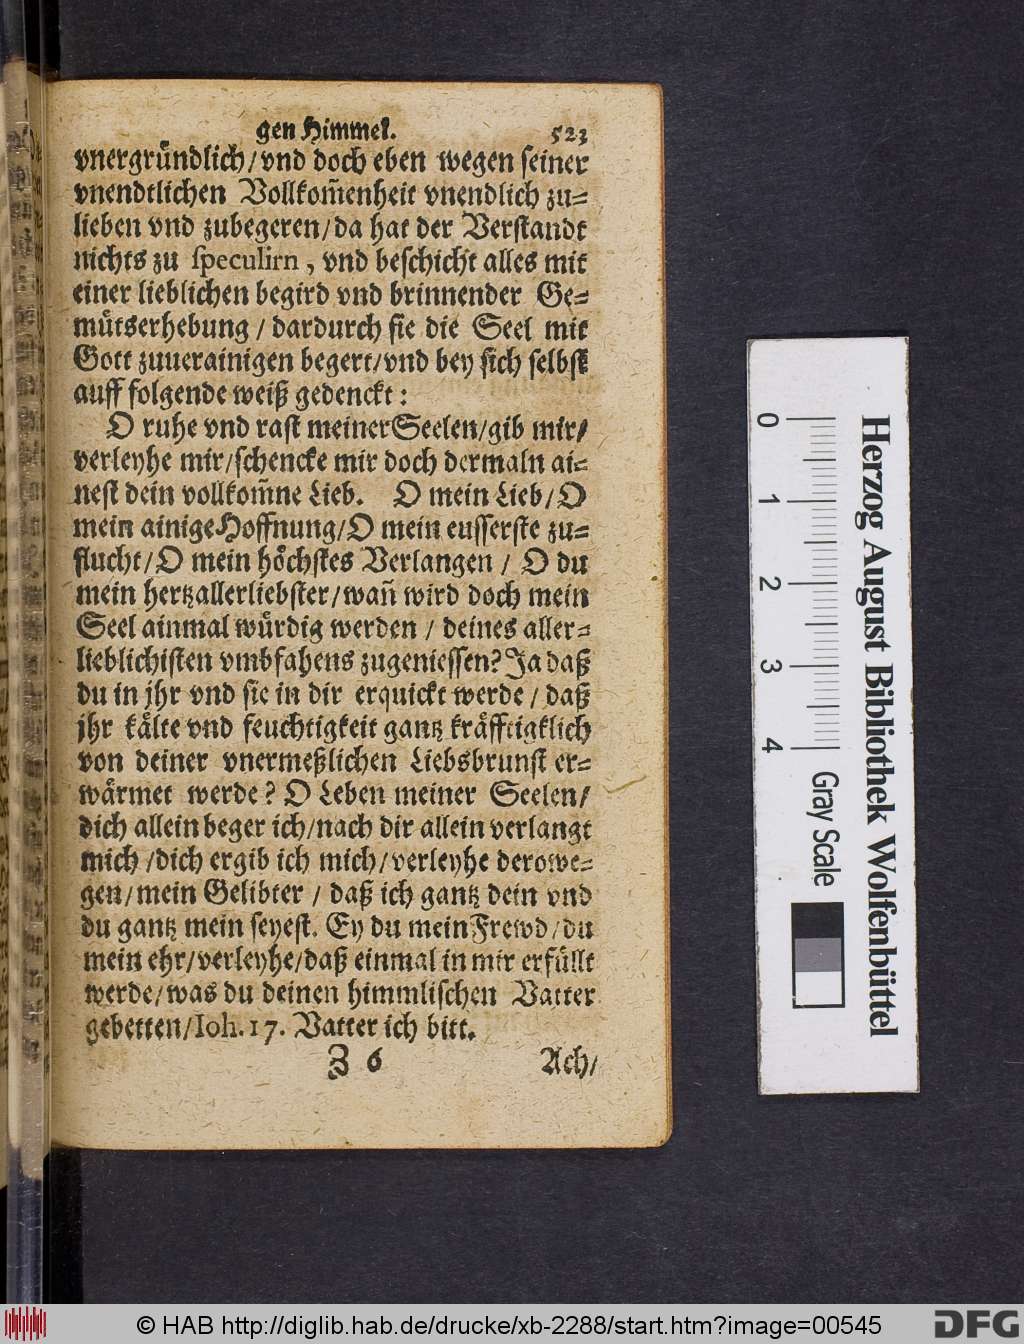 gen Himmel. 523
vnergründlich/vnd doch eben wegen seiner
vnendtlichen Vollkom̃enheit vnendlich zu⸗
lieben vnd zubegeren/da hat der Verstandt
nichts zu speculirn, vnd beschicht alles mit
einer lieblichen begird vnd brinnender Ge⸗
mütserhebung / dardurch sie die Seel mit
Gott zuuerainigen begert/vnd bey sich selbst
auff folgende weiß gedenckt:
O ruhe vnd rast meiner Seelen/gib mir/
verleyhe mir/schencke mir doch dermaln ai⸗
nest dein vollkom̃ne Lieb. O mein Lieb/O
mein ainige Hoffnung/O mein eusserste zu⸗
flucht/O mein höchstes Verlangen / O du
mein hertzallerliebster/wañ wird doch mein
Seel ainmal würdig werden / deines aller⸗
lieblichisten vmbfahens zugeniessen? Ja daß
du in jhr vnd sie in dir erquickt werde / daß
jhr kälte vnd feuchtigkeit gantz kräfftigklich
von deiner vnermeßlichen Liebsbrunst er⸗
wärmet werde? O Leben meiner Seelen/
dich allein beger ich/nach dir allein verlangt
mich /dich ergib ich mich/verleyhe derowe⸗
gen/mein Gelibter / daß ich gantz dein vnd
du gantz mein seyest. Ey du mein Frewd/du
mein ehr/verleyhe/daß einmal in mir erfüllt
werde/was du deinen himmlischen Vatter
gebetten/Ioh. 17. Vatter ich bitt.
Z 6 Ach/
0 1 2 3 4 Gray Scale
Herzog August Bibliothek Wolfenbüttel
© HAB http://diglib.hab.de/drucke/xb-2288/start.htm?image=00545
DFG